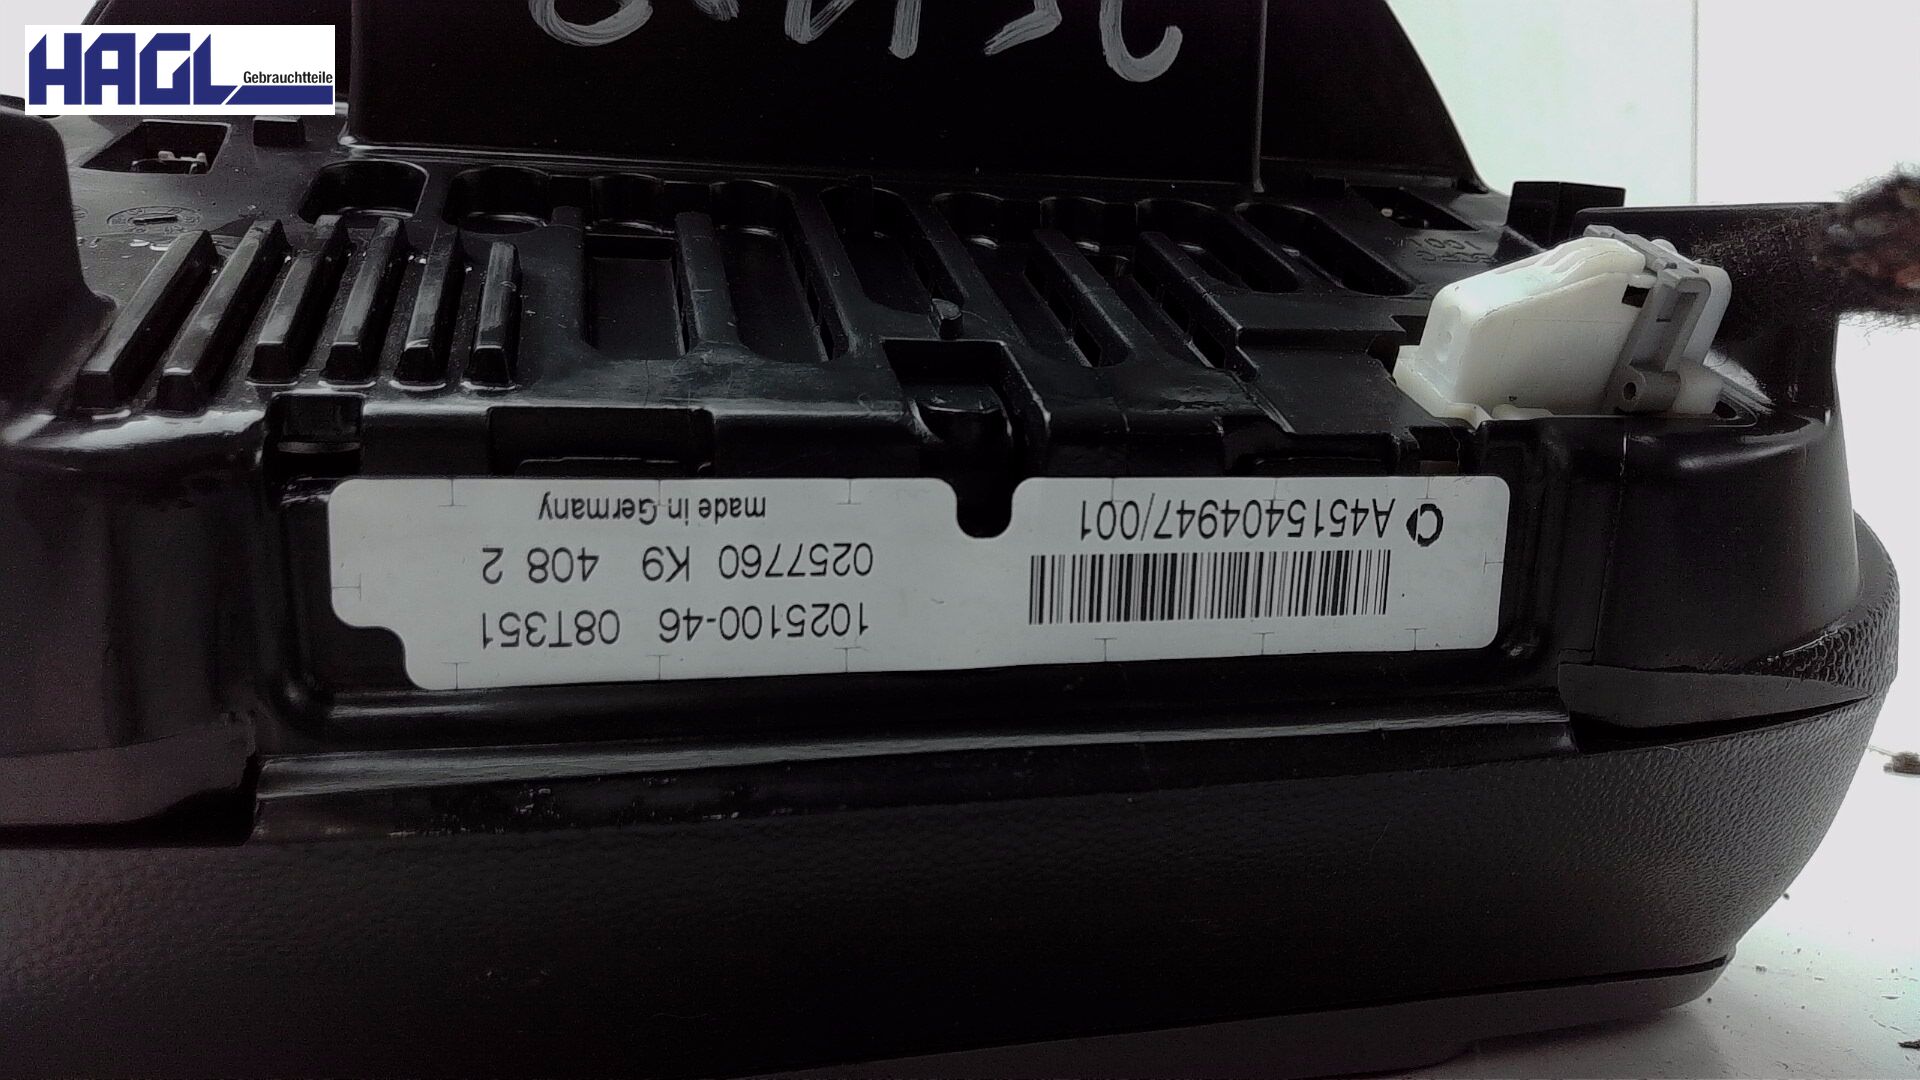 HAGL
Gebrauchtteile
A4515404947/001
1025100-46 08T351
0257760 K9 408 2
made in Germany